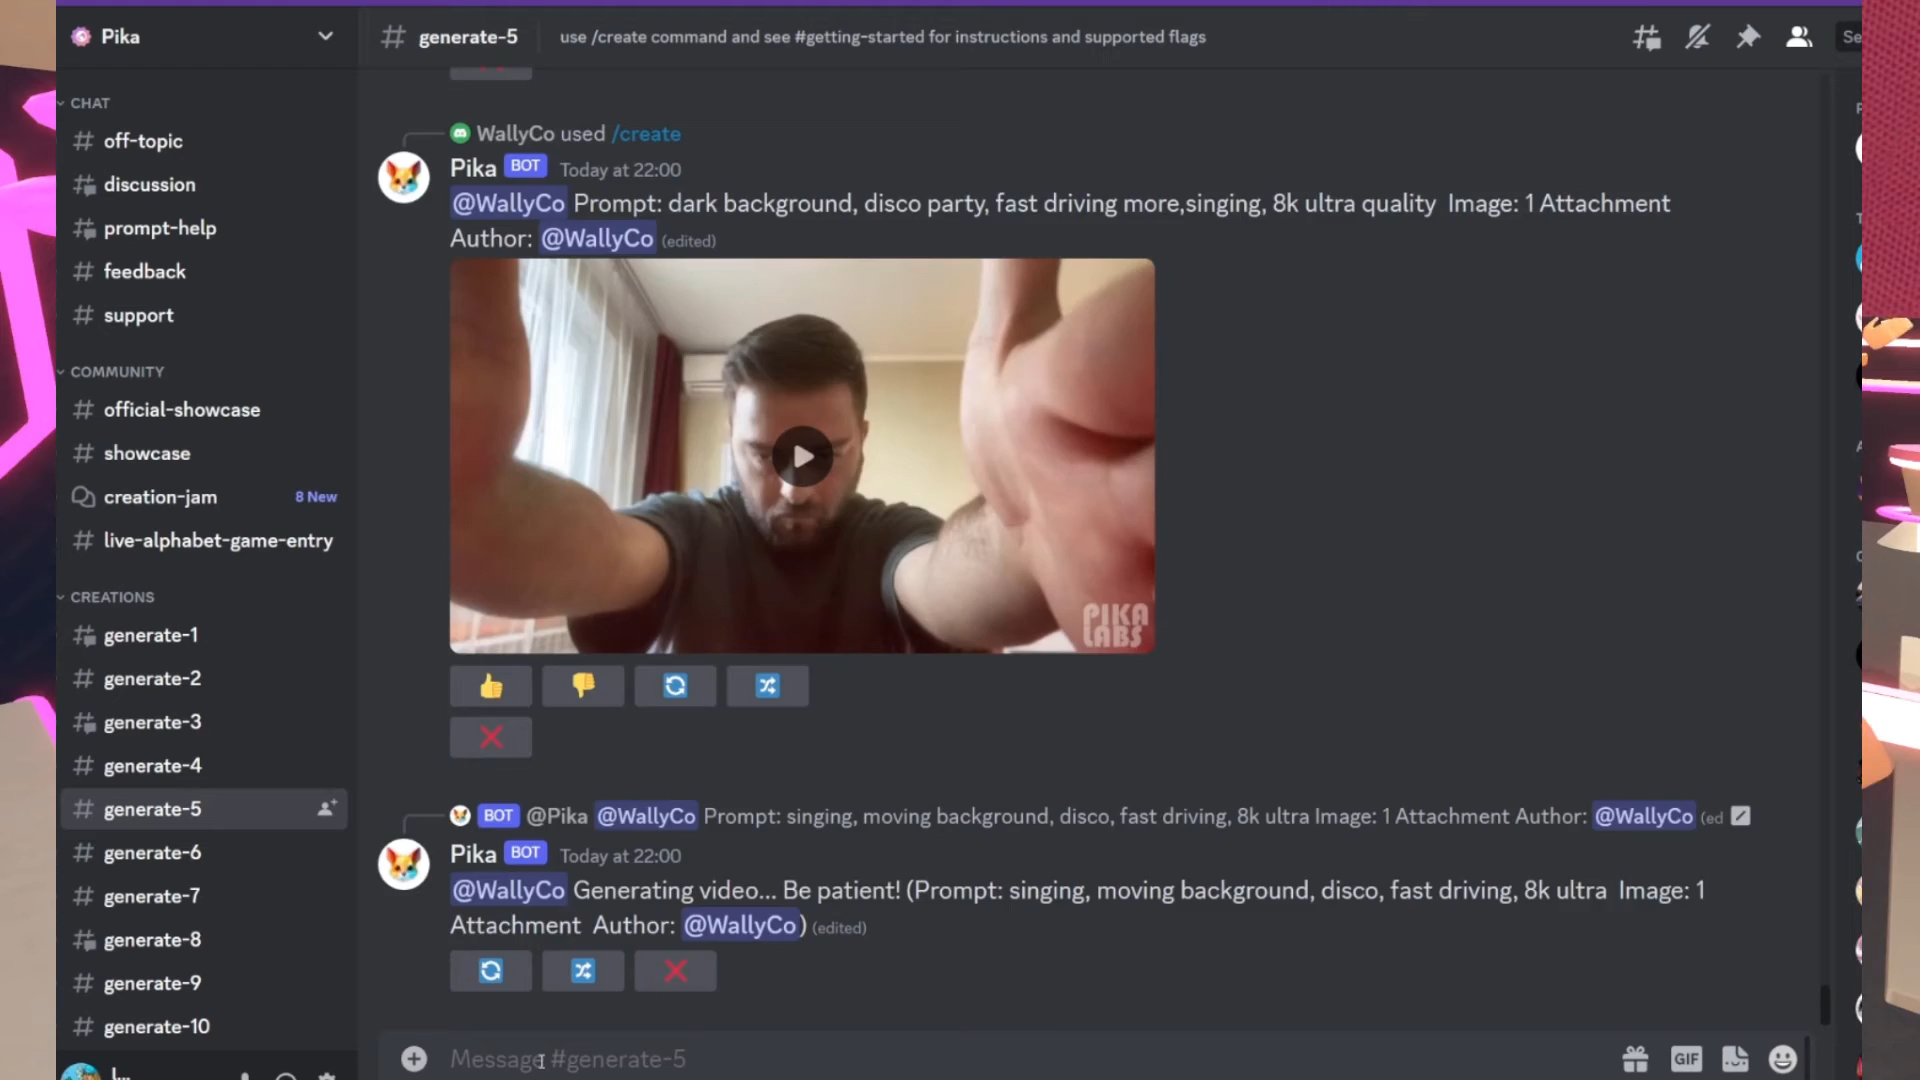 Pika
# generate-5
use /create command and see #getting-started for instructions and supported flags
CHAT
off-topic
discussion
prompt-help
feedback
support
COMMUNITY
official-showcase
showcase
creation-jam
8 New
live-alphabet-game-entry
CREATIONS
generate-1
generate-2
generate-3
generate-4
generate-5
generate-6
generate-7
generate-8
generate-9
generate-10
WallyCo used /create
Pika BOT Today at 22:00
@WallyCo Prompt: dark background, disco party, fast driving more,singing, 8k ultra quality Image: 1 Attachment
Author: @WallyCo (edited)
PIKA
LABS
BOT @Pika @WallyCo Prompt: singing, moving background, disco, fast driving, 8k ultra Image: 1 Attachment Author: @WallyCo (ed
Pika BOT Today at 22:00
@WallyCo Generating video... Be patient! (Prompt: singing, moving background, disco, fast driving, 8k ultra Image: 1
Attachment Author: @WallyCo) (edited)
Message #generate-5
GIF